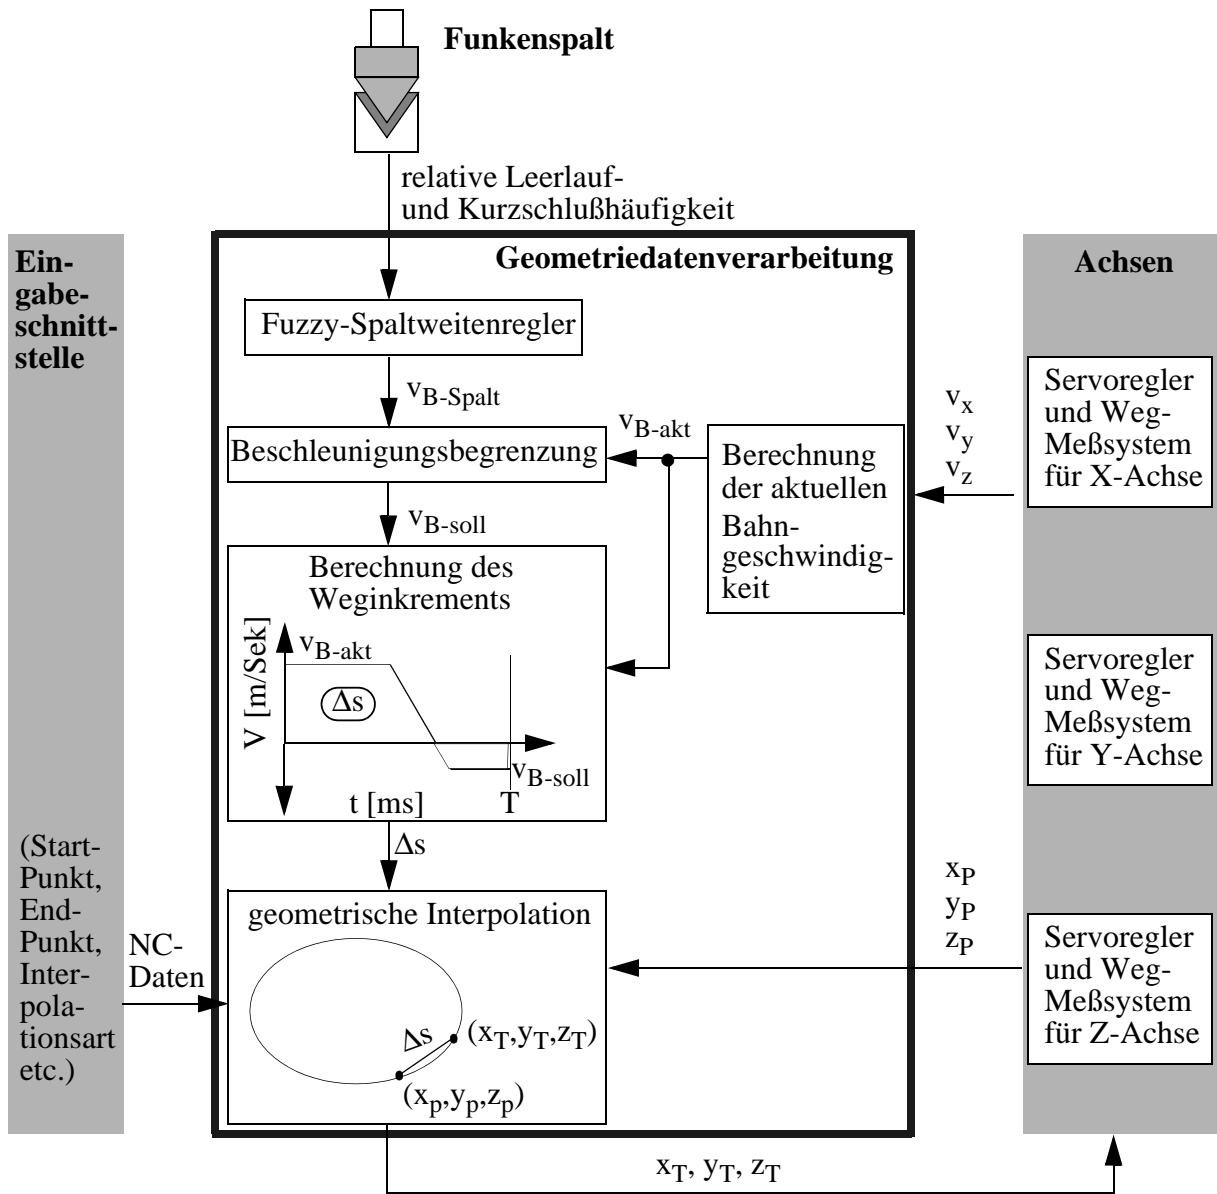 Funkenspalt
relative Leerlauf-
und Kurzschlußhäufigkeit
Ein-
gabe-
schnitt-
stelle
(Start-
Punkt,
End-
Punkt,
Inter-
pola-
tionsart
etc.)
NC-
Daten
Geometriedatenverarbeitung
Fuzzy-Spaltweitenregler
vB-Spalt
Beschleunigungsbegrenzung
vB-akt
Berechnung
der aktuellen
Bahn-
geschwindig-
keit
vB-soll
Berechnung des
Weginkrements
V [m/Sek]
vB-akt
Δs
vB-soll
t [ms]
T
Δs
geometrische Interpolation
Δs
(xT,yT,zT)
(xp,yp,zp)
vx
vy
vz
xP
yP
zP
Achsen
Servoregler
und Weg-
Meßsystem
für X-Achse
Servoregler
und Weg-
Meßsystem
für Y-Achse
Servoregler
und Weg-
Meßsystem
für Z-Achse
xT, yT, zT